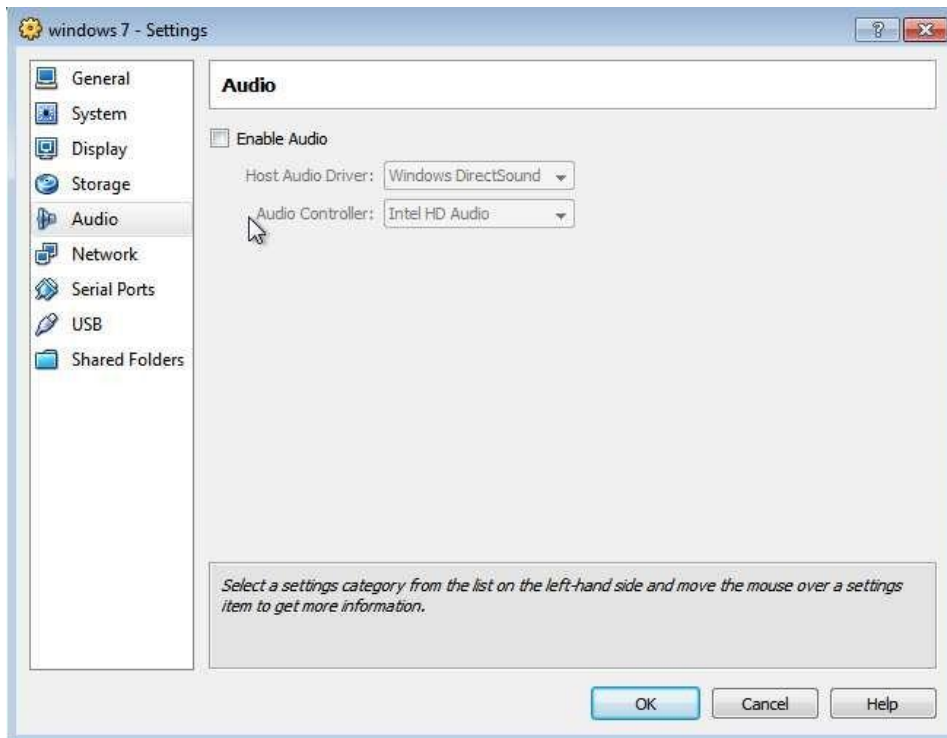 windows 7 - Settings
?
General
System
Display
Storage
Audio
Network
Serial Ports
USB
Shared Folders
Audio
Enable Audio
Host Audio Driver: Windows DirectSound
Audio Controller: Intel HD Audio
Select a settings category from the list on the left-hand side and move the mouse over a settings
item to get more information.
OK Cancel Help